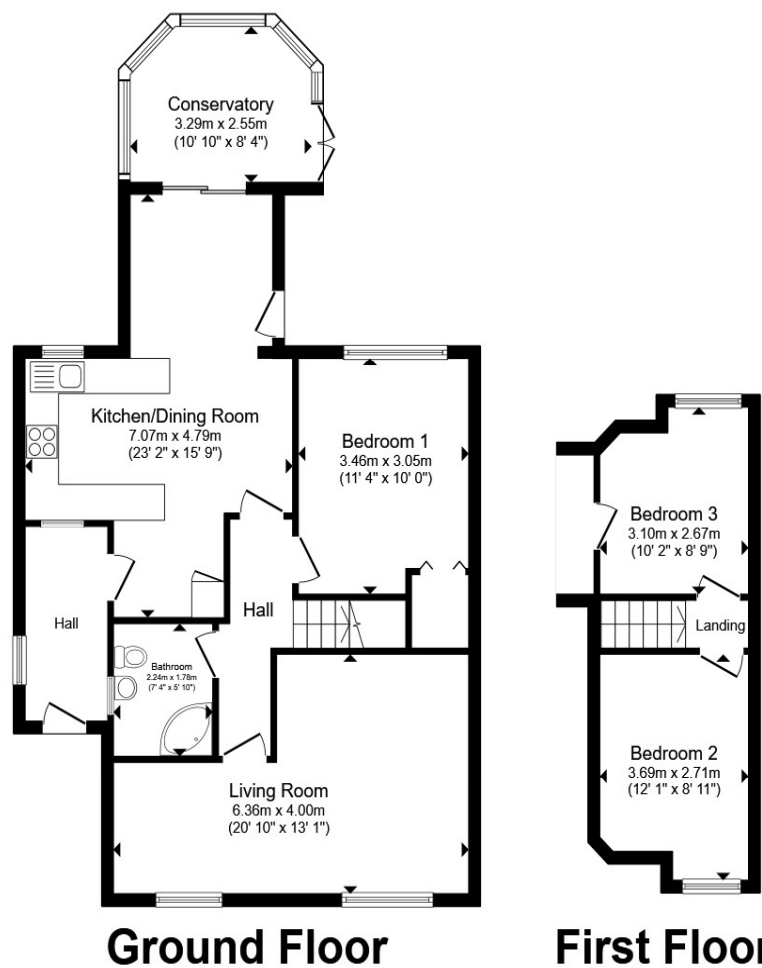 Conservatory
3.29m x 2.55m
(10' 10" x 8' 4")
Kitchen/Dining Room
7.07m x 4.79m
(23' 2" x 15' 9")
Bedroom 1
3.46m x 3.05m
(11' 4" x 10' 0")
Hall
Hall
Bathroom
2.24m x 1.78m
(7' 4" x 5' 10")
Living Room
6.36m x 4.00m
(20' 10" x 13' 1")
Ground Floor
Bedroom 3
3.10m x 2.67m
(10' 2" x 8' 9")
Landing
Bedroom 2
3.69m x 2.71m
(12' 1" x 8' 11")
First Floor